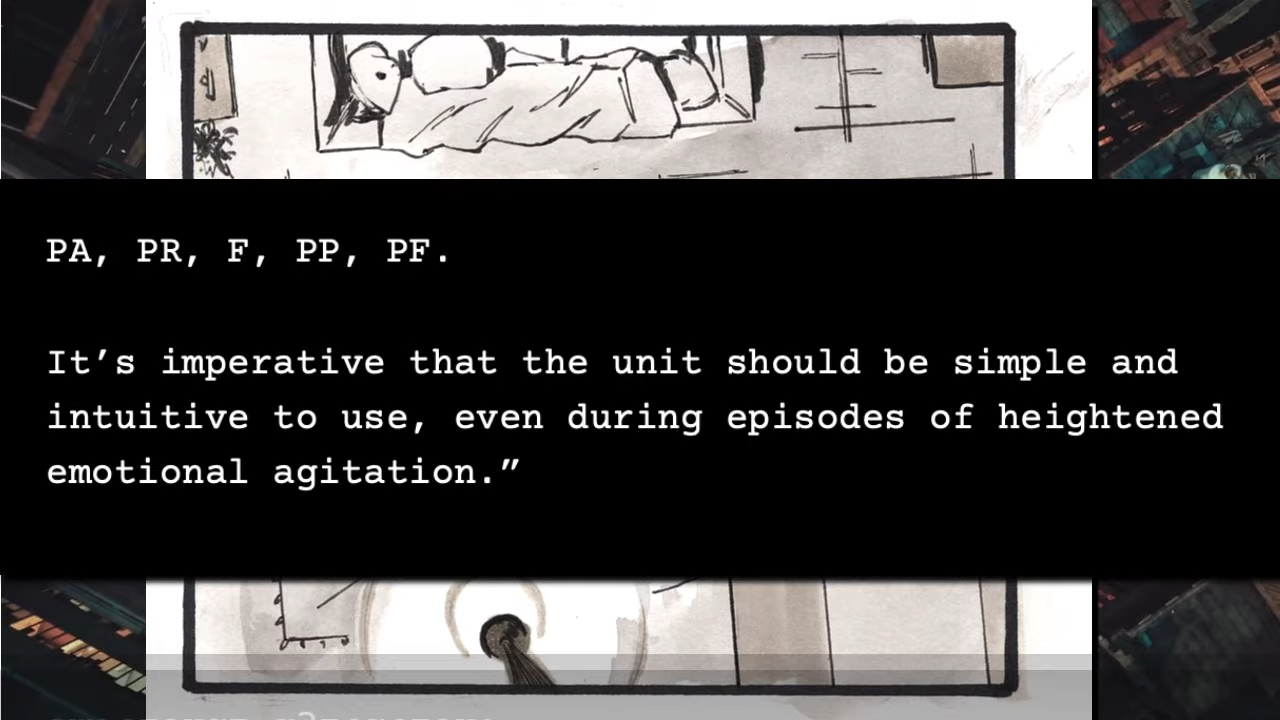 PA, PR, F, PP, PF.
It’s imperative that the unit should be simple and
intuitive to use, even during episodes of heightened
emotional agitation.”